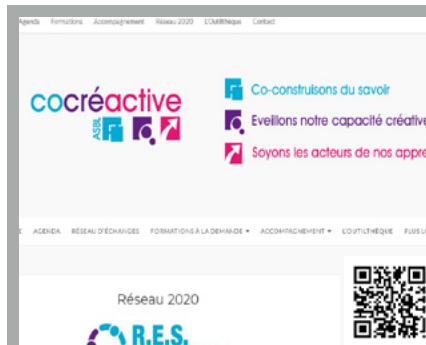 Agenda Formations Accompagnement Réseau 2020 L'Outilthèque Contact
cocréactive
ASBL
Co-construisons du savoir
Eveillons notre capacité créative
Soyons les acteurs de nos appre
E AGENDA RÉSEAU D'ÉCHANGES FORMATIONS À LA DEMANDE ACCOMPAGNEMENT L'OUTILTHÈQUE PLUS L
Réseau 2020
R.E.S.